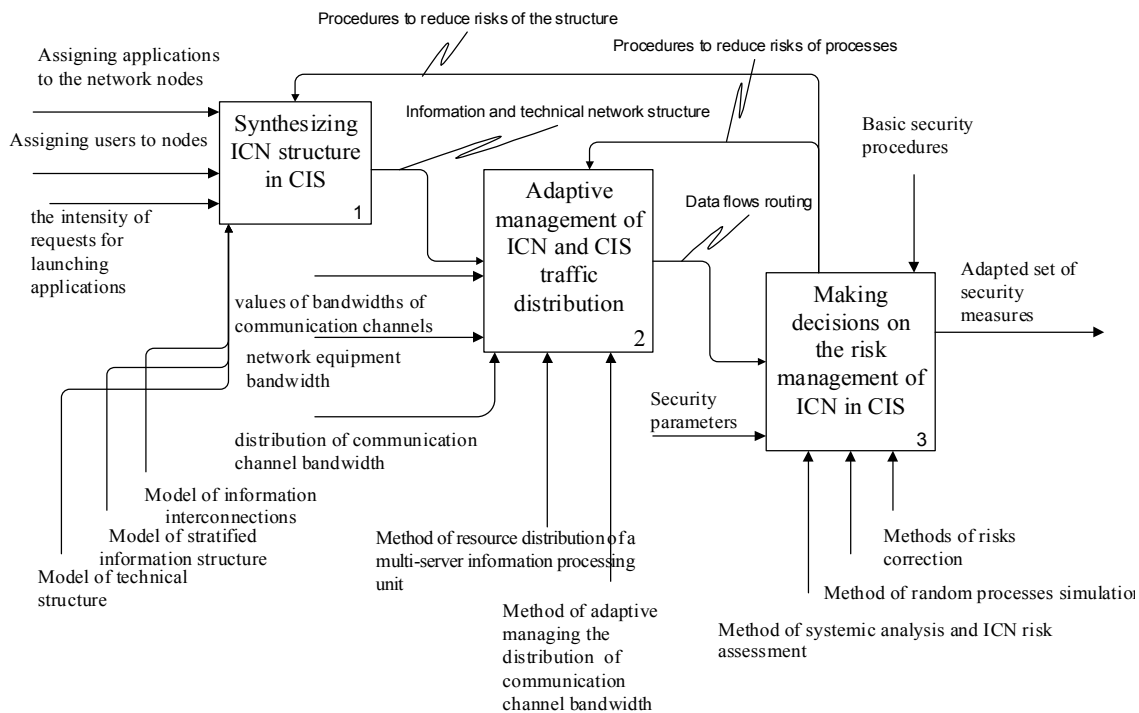 Procedures to reduce risks of the structure
Procedures to reduce risks of processes
Assigning applications
to the network nodes
Information and technical network structure
Assigning users to nodes
Synthesizing
ICN structure
in CIS
1
Basic security
procedures
the intensity of
requests for
launching
applications
Adaptive
management of
ICN and CIS
traffic
distribution
2
Data flows routing
values of bandwidths of
communication channels
network equipment
bandwidth
Making
decisions on
the risk
management of
ICN in CIS
3
Adapted set of
security
measures
Security
parameters
distribution of communication
channel bandwidth
Model of information
interconnections
Model of stratified
information structure
Model of technical
structure
Method of resource distribution of a
multi-server information processing
unit
Method of adaptive
managing the
distribution of
communication
channel bandwidth
Methods of risks
correction
Method of random processes simulation
Method of systemic analysis and ICN risk
assessment